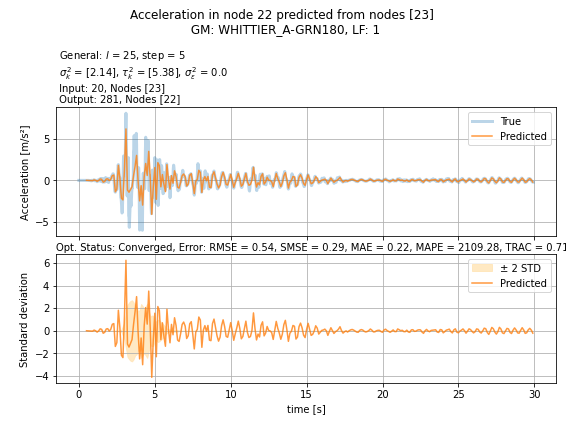 Acceleration in node 22 predicted from nodes [23]
GM: WHITTIER_A-GRN180, LF: 1
General: l = 25, step = 5
σ²ₖ = [2.14], τ²ₖ = [5.38], σ²ε = 0.0
Input: 20, Nodes [23]
Output: 281, Nodes [22]
True
Predicted
Acceleration [m/s²]
5
0
−5
Opt. Status: Converged, Error: RMSE = 0.54, SMSE = 0.29, MAE = 0.22, MAPE = 2109.28, TRAC = 0.71
± 2 STD
Predicted
Standard deviation
6
4
2
0
−2
−4
0 5 10 15 20 25 30
time [s]